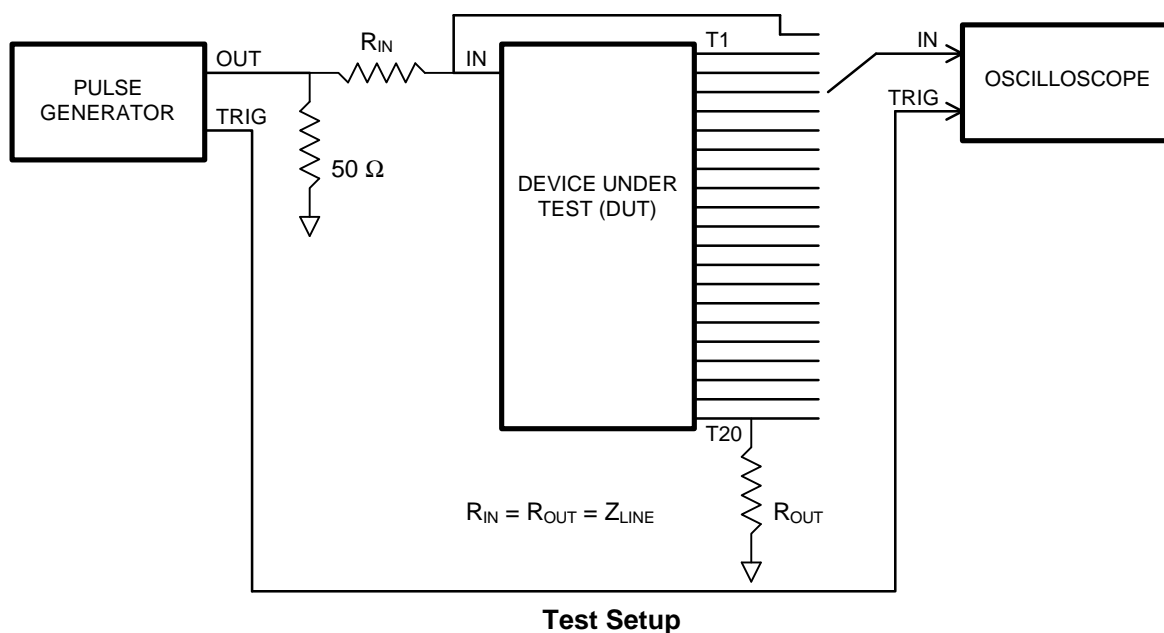 T1
R_IN
OUT
IN
IN
PULSE
GENERATOR
OSCILLOSCOPE
TRIG
TRIG
50 Ω
DEVICE UNDER
TEST (DUT)
T20
R_IN = R_OUT = Z_LINE
R_OUT
Test Setup